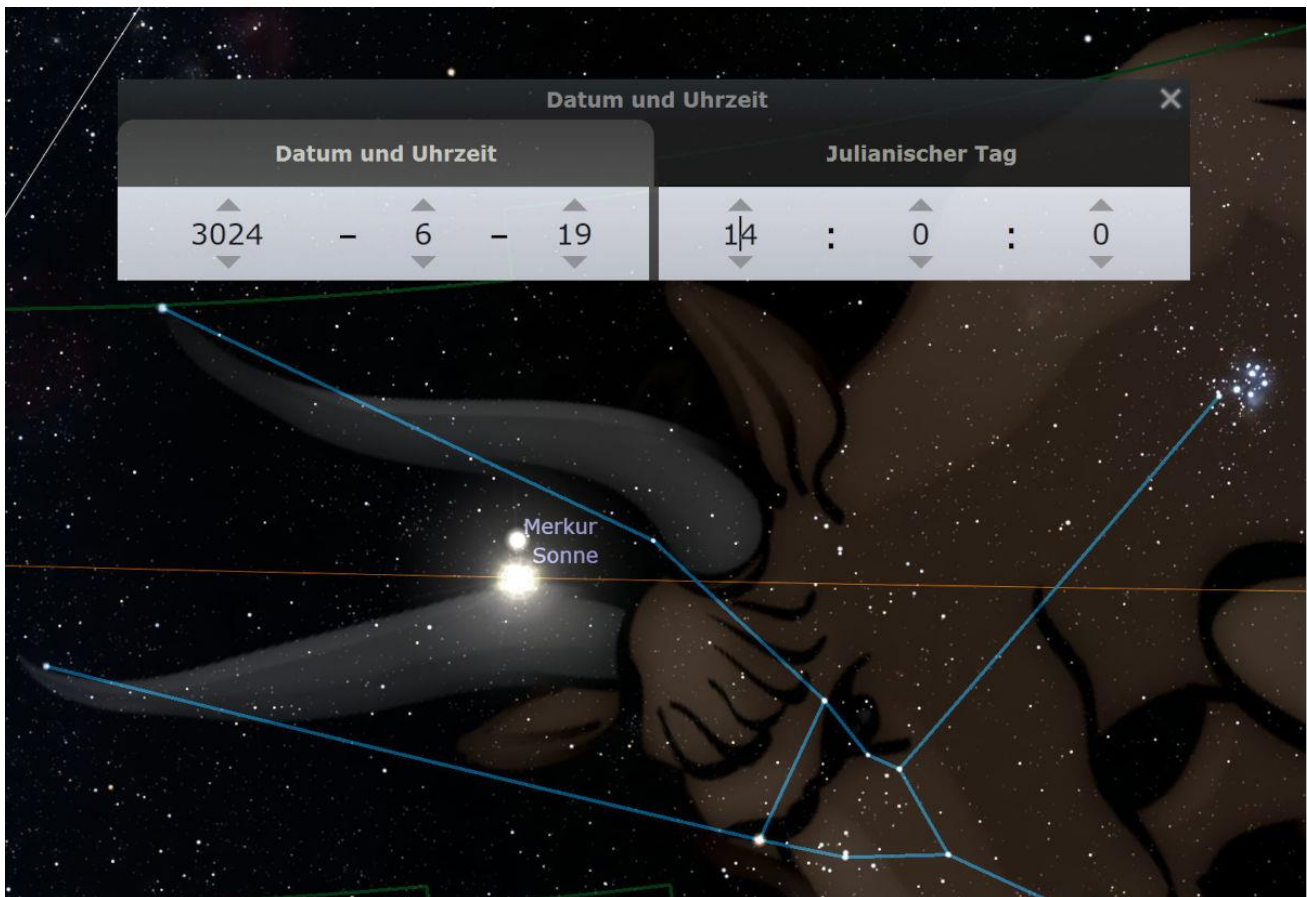 Datum und Uhrzeit
Datum und Uhrzeit Julianischer Tag
3024 – 6 – 19 14 : 0 : 0
Merkur
Sonne